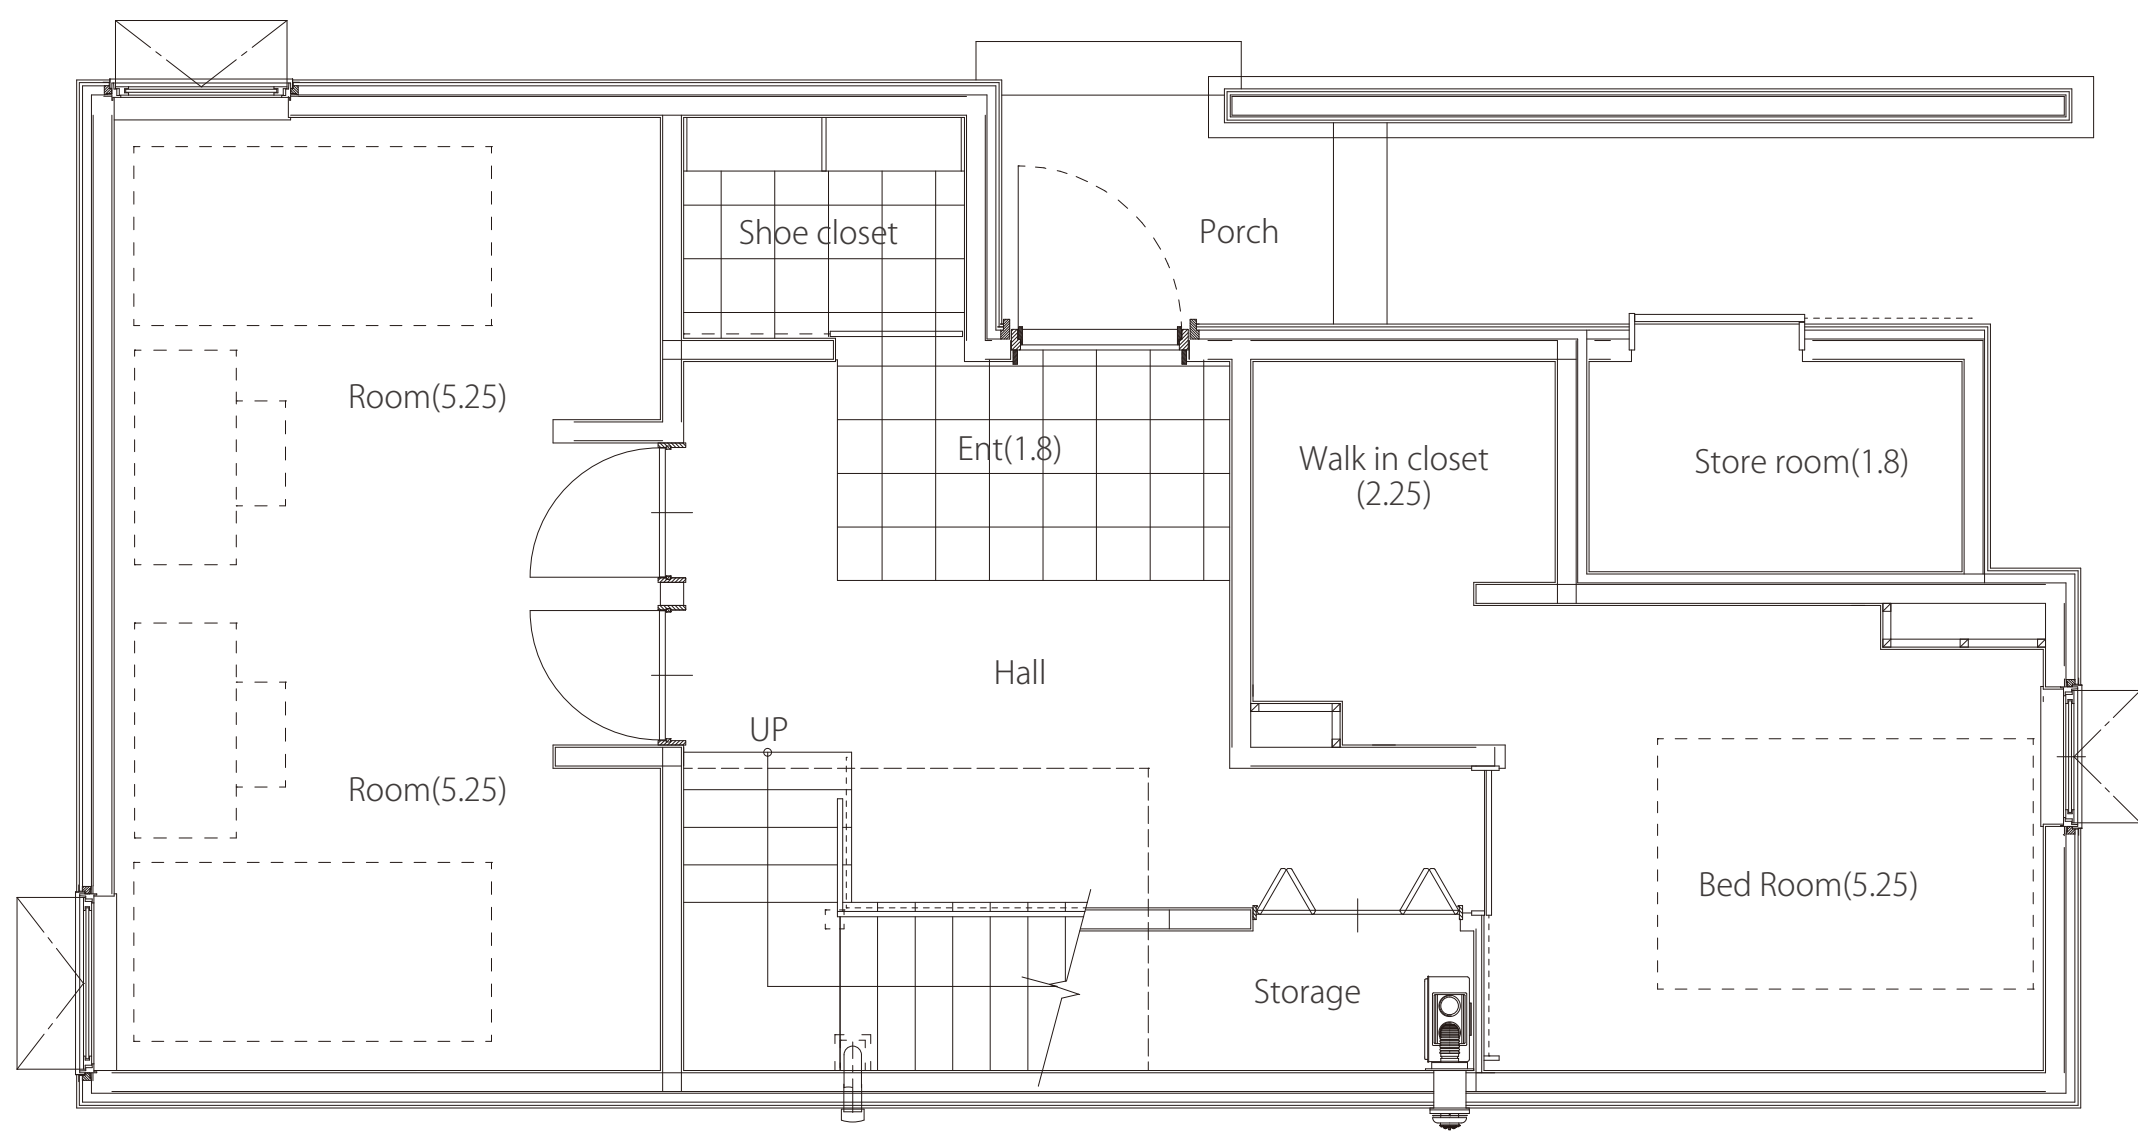 Shoe closet
Porch
Room(5.25)
Ent(1.8)
Walk in closet
(2.25)
Store room(1.8)
Hall
UP
Room(5.25)
Bed Room(5.25)
Storage